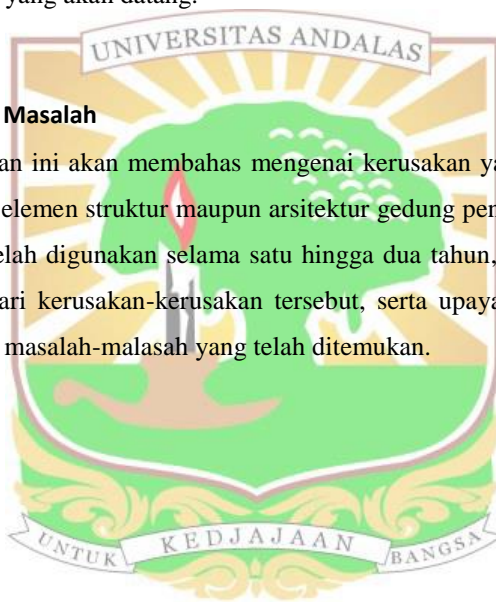 yang akan datang.
UNIVERSITAS ANDALAS
Masalah
an ini akan membahas mengenai kerusakan ya
elemen struktur maupun arsitektur gedung pen
elah digunakan selama satu hingga dua tahun,
ari kerusakan-kerusakan tersebut, serta upaya
masalah-malasah yang telah ditemukan.
UNTUK KEDJAJAAN BANGSA